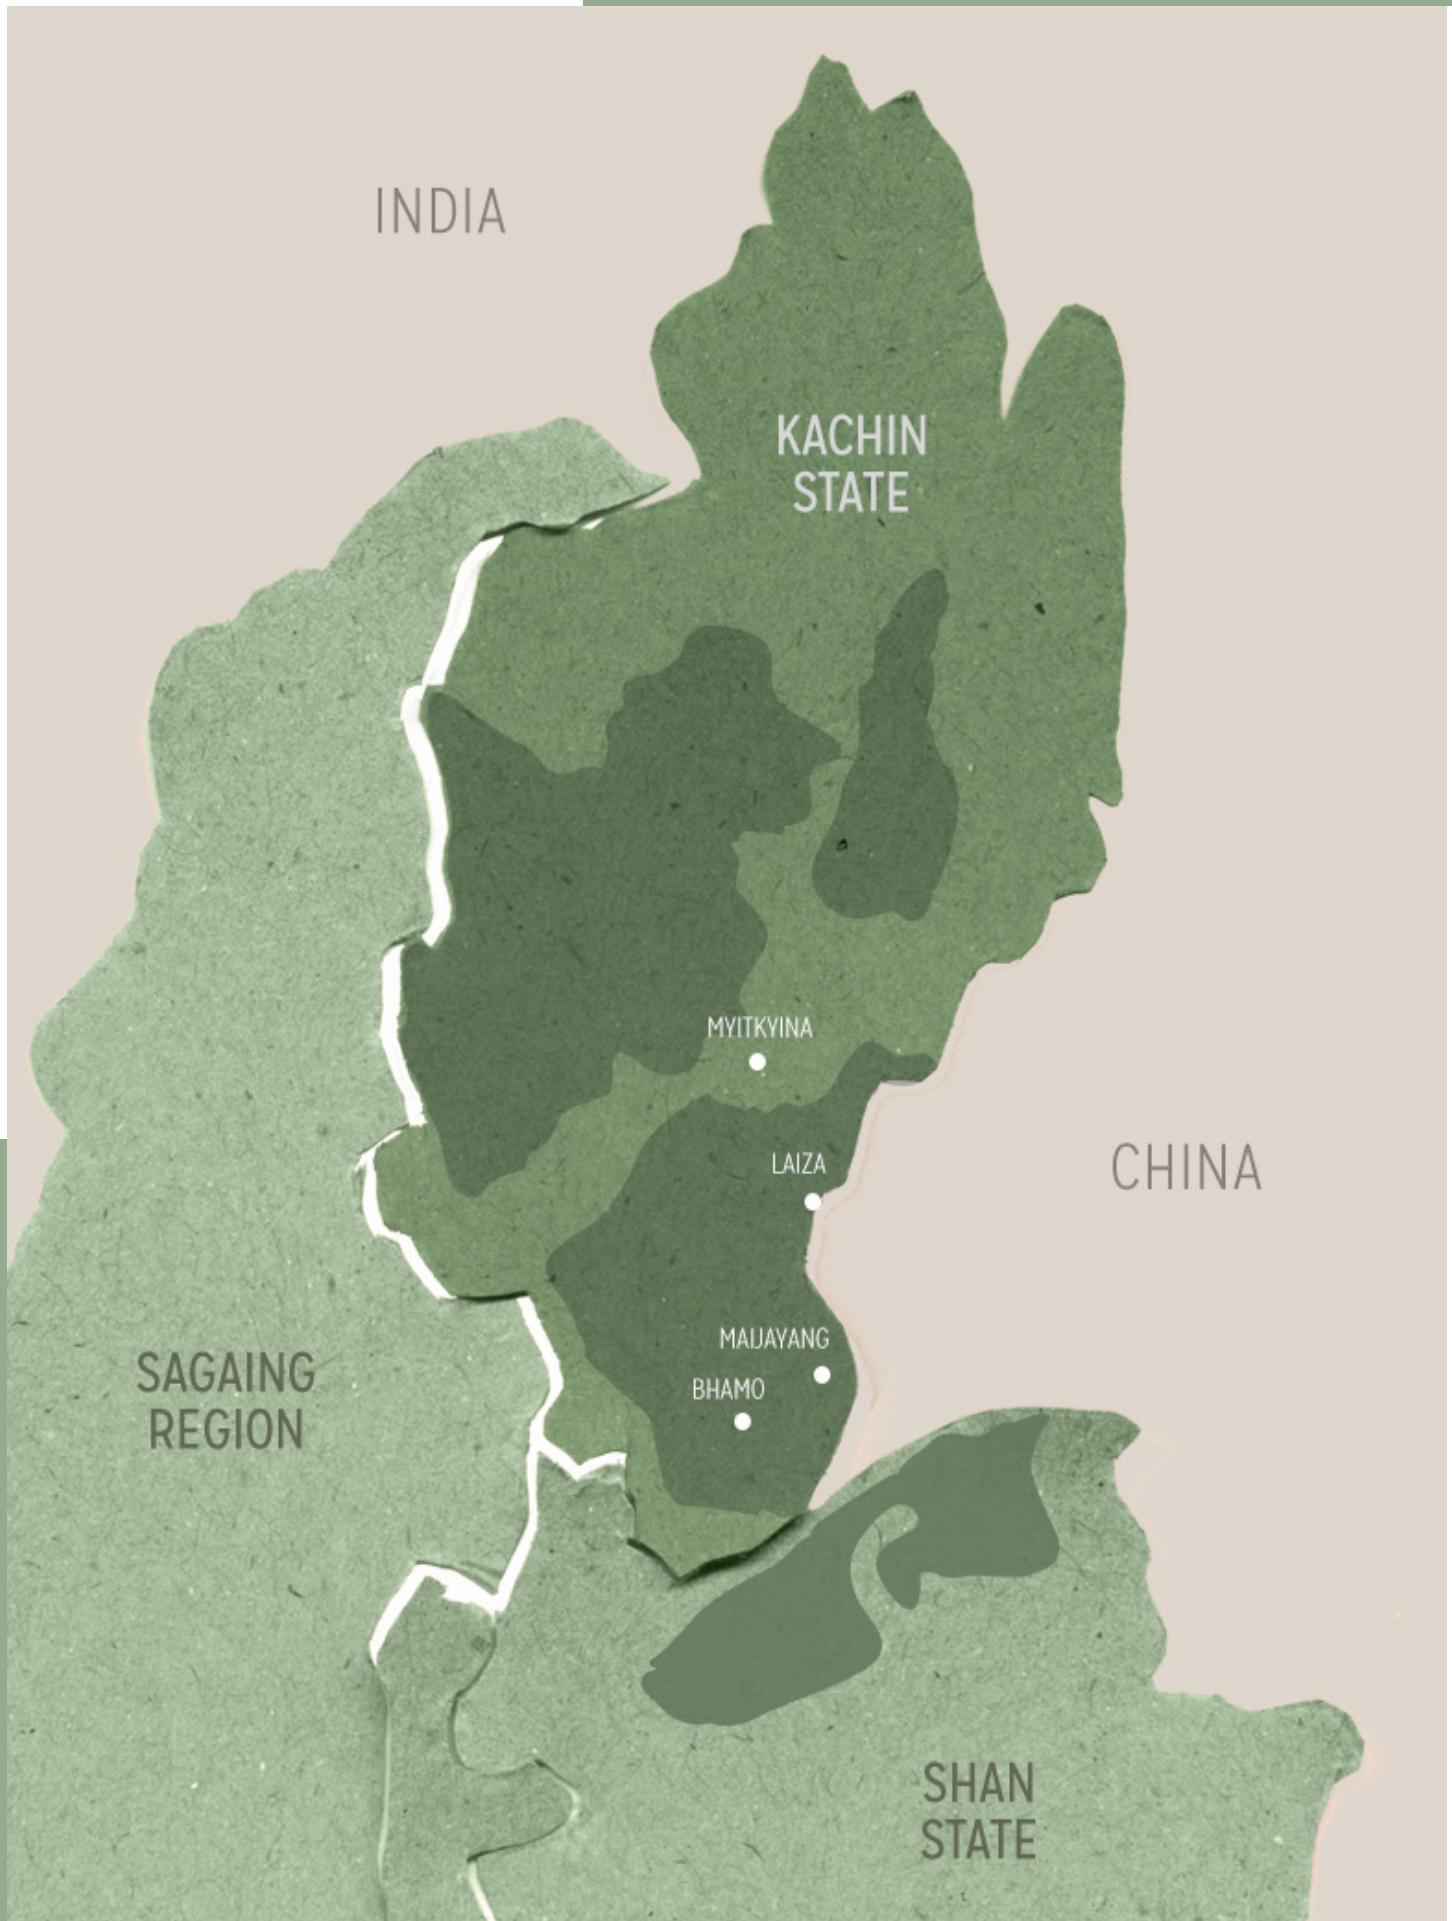 INDIA
KACHIN
STATE
MYITKYINA
LAIZA
CHINA
MAIJAYANG
BHAMO
SAGAING
REGION
SHAN
STATE